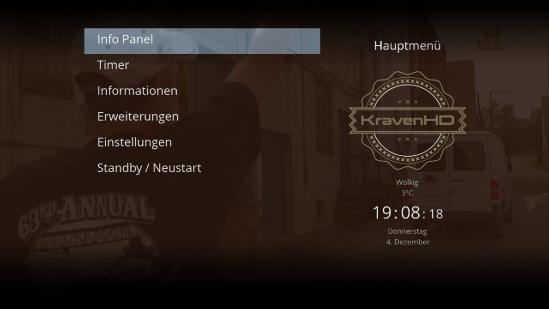 Info Panel
Timer
Informationen
Erweiterungen
Einstellungen
Standby / Neustart
Hauptmenü
KravenHD
Wolkig
3°C
19:08:18
Donnerstag
4. Dezember
63RD ANNUAL